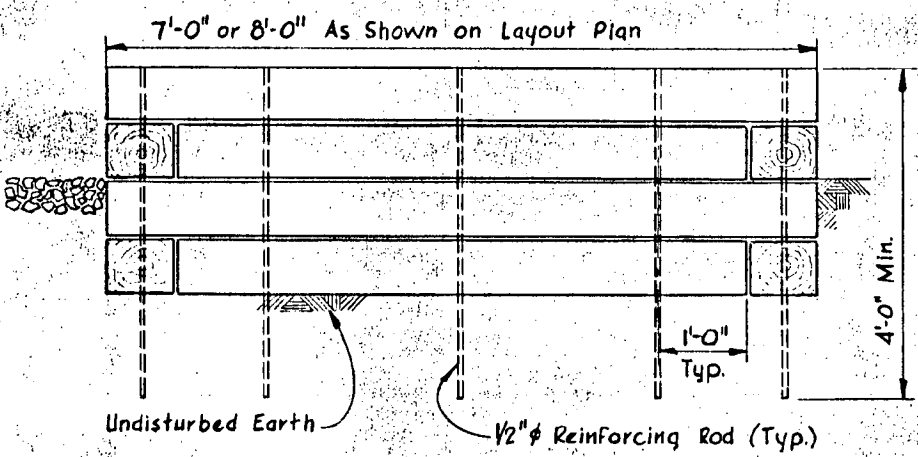 7'-0" or 8'-0" As Shown on Layout Plan
4'-0" Min.
1'-0"
Typ.
Undisturbed Earth
1/2"ϕ Reinforcing Rod (Typ.)